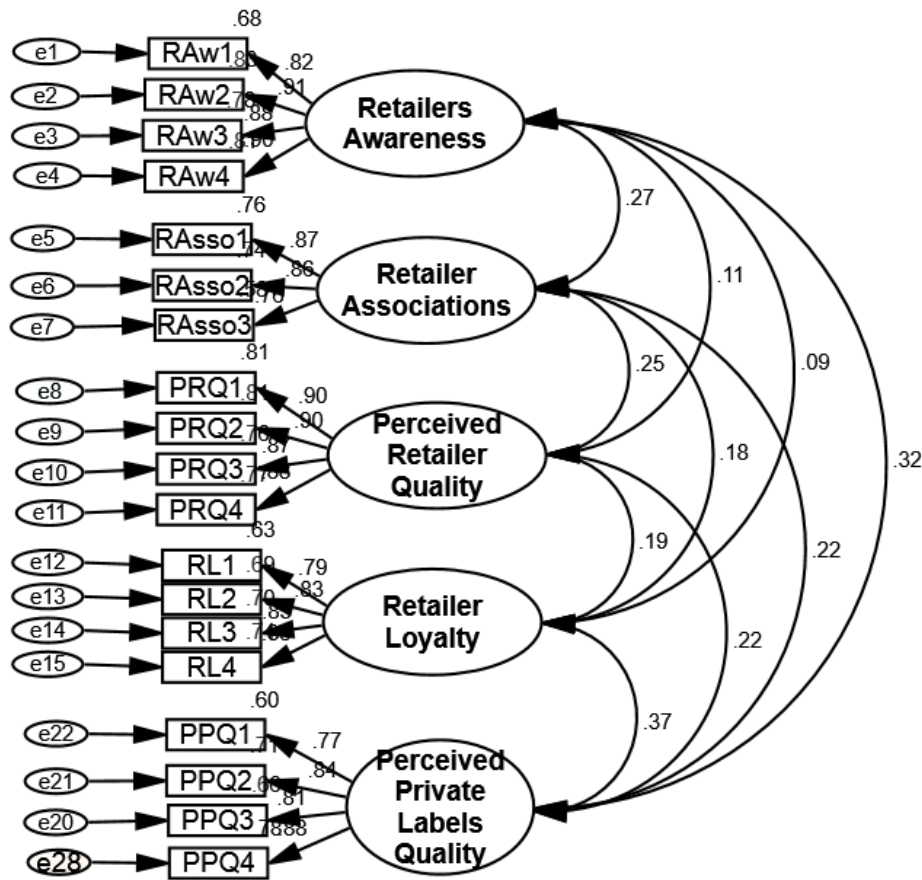 .68
e1 RAw1 .82
e2 RAw2 .91
e3 RAw3 .88
e4 RAw4 .90
Retailers
Awareness
.27
.76
e5 RAsso1 .87
e6 RAsso2 .86
e7 RAsso3 .76
Retailer
Associations
.11
.25
.09
.81
e8 PRQ1 .90
e9 PRQ2 .90
e10 PRQ3 .87
e11 PRQ4
Perceived
Retailer
Quality
.18
.32
.19
.22
.63
e12 RL1 .79
e13 RL2 .83
e14 RL3
e15 RL4
Retailer
Loyalty
.22
.37
.60
e22 PPQ1 .77
e21 PPQ2 .84
e20 PPQ3 .81
e28 PPQ4 .88
Perceived
Private
Labels
Quality